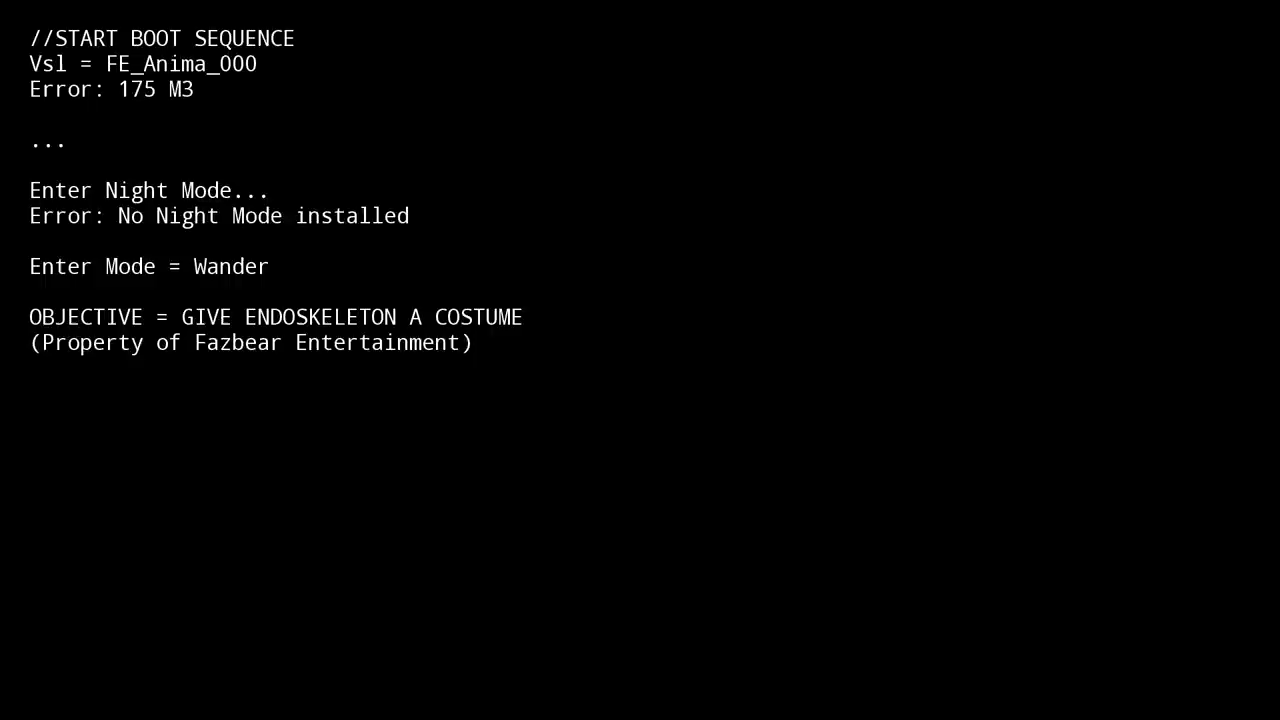 //START BOOT SEQUENCE
Vsl = FE_Anima_000
Error: 175 M3
...
Enter Night Mode...
Error: No Night Mode installed
Enter Mode = Wander
OBJECTIVE = GIVE ENDOSKELETON A COSTUME
(Property of Fazbear Entertainment)